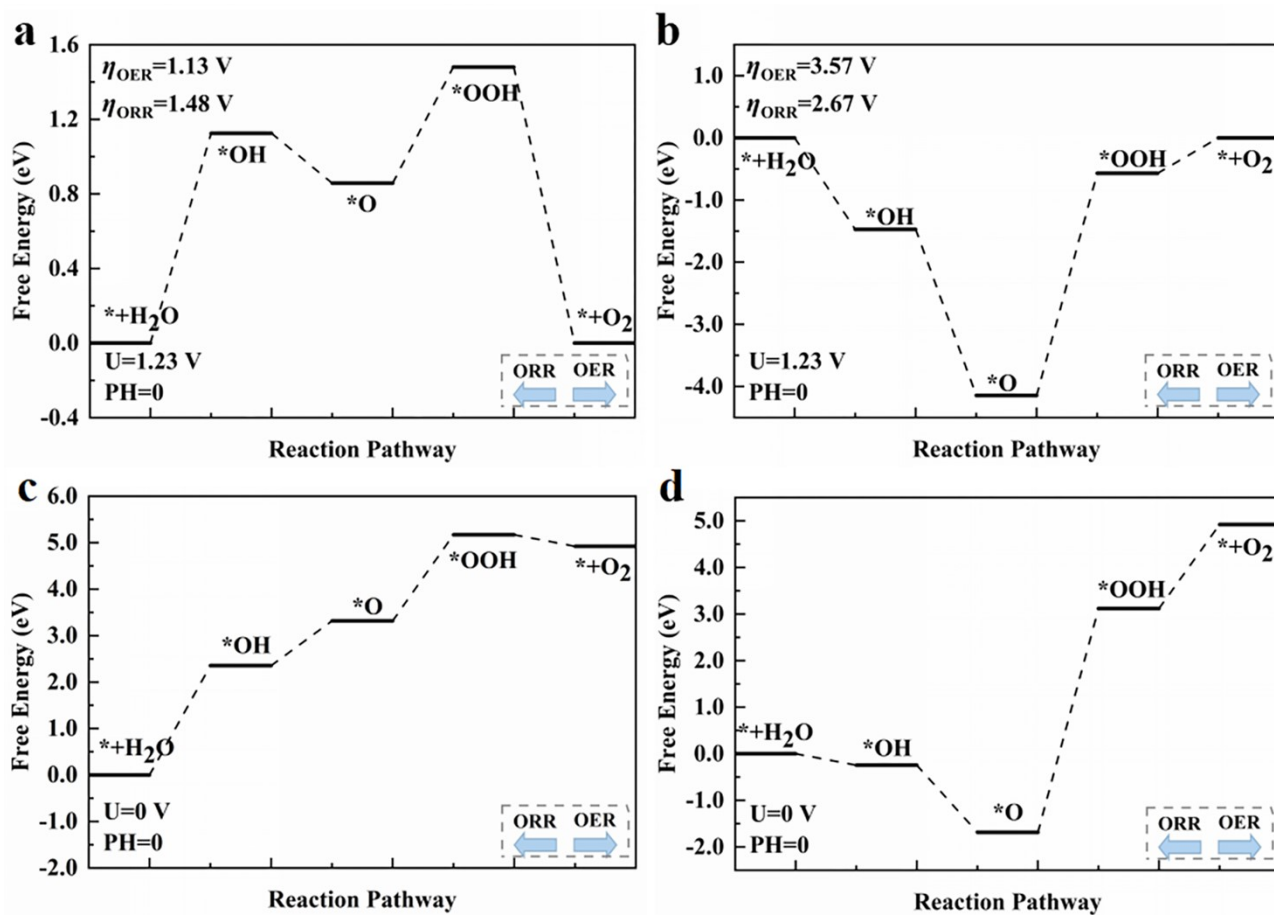 a
1.6
1.2
0.8
0.4
0.0
-0.4
Free Energy (eV)
ηOER=1.13 V
ηORR=1.48 V
*OOH
*OH
*O
*+H2O
*+O2
U=1.23 V
PH=0
ORR OER
Reaction Pathway
b
1.0
0.0
-1.0
-2.0
-3.0
-4.0
Free Energy (eV)
ηOER=3.57 V
ηORR=2.67 V
*+H2O
*OOH
*+O2
*OH
*O
U=1.23 V
PH=0
ORR OER
Reaction Pathway
c
6.0
5.0
4.0
3.0
2.0
1.0
0.0
-1.0
-2.0
Free Energy (eV)
*OOH
*+O2
*O
*OH
*+H2O
U=0 V
PH=0
ORR OER
Reaction Pathway
d
5.0
4.0
3.0
2.0
1.0
0.0
-1.0
-2.0
Free Energy (eV)
*+O2
*OOH
*+H2O
*OH
*O
U=0 V
PH=0
ORR OER
Reaction Pathway